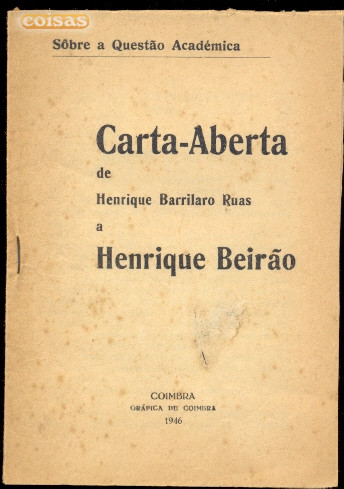 coisas
Sôbre a Questão Académica
Carta-Aberta
de
Henrique Barrilaro Ruas
a
Henrique Beirão
COIMBRA
GRÁFICA DE COIMBRA
1946